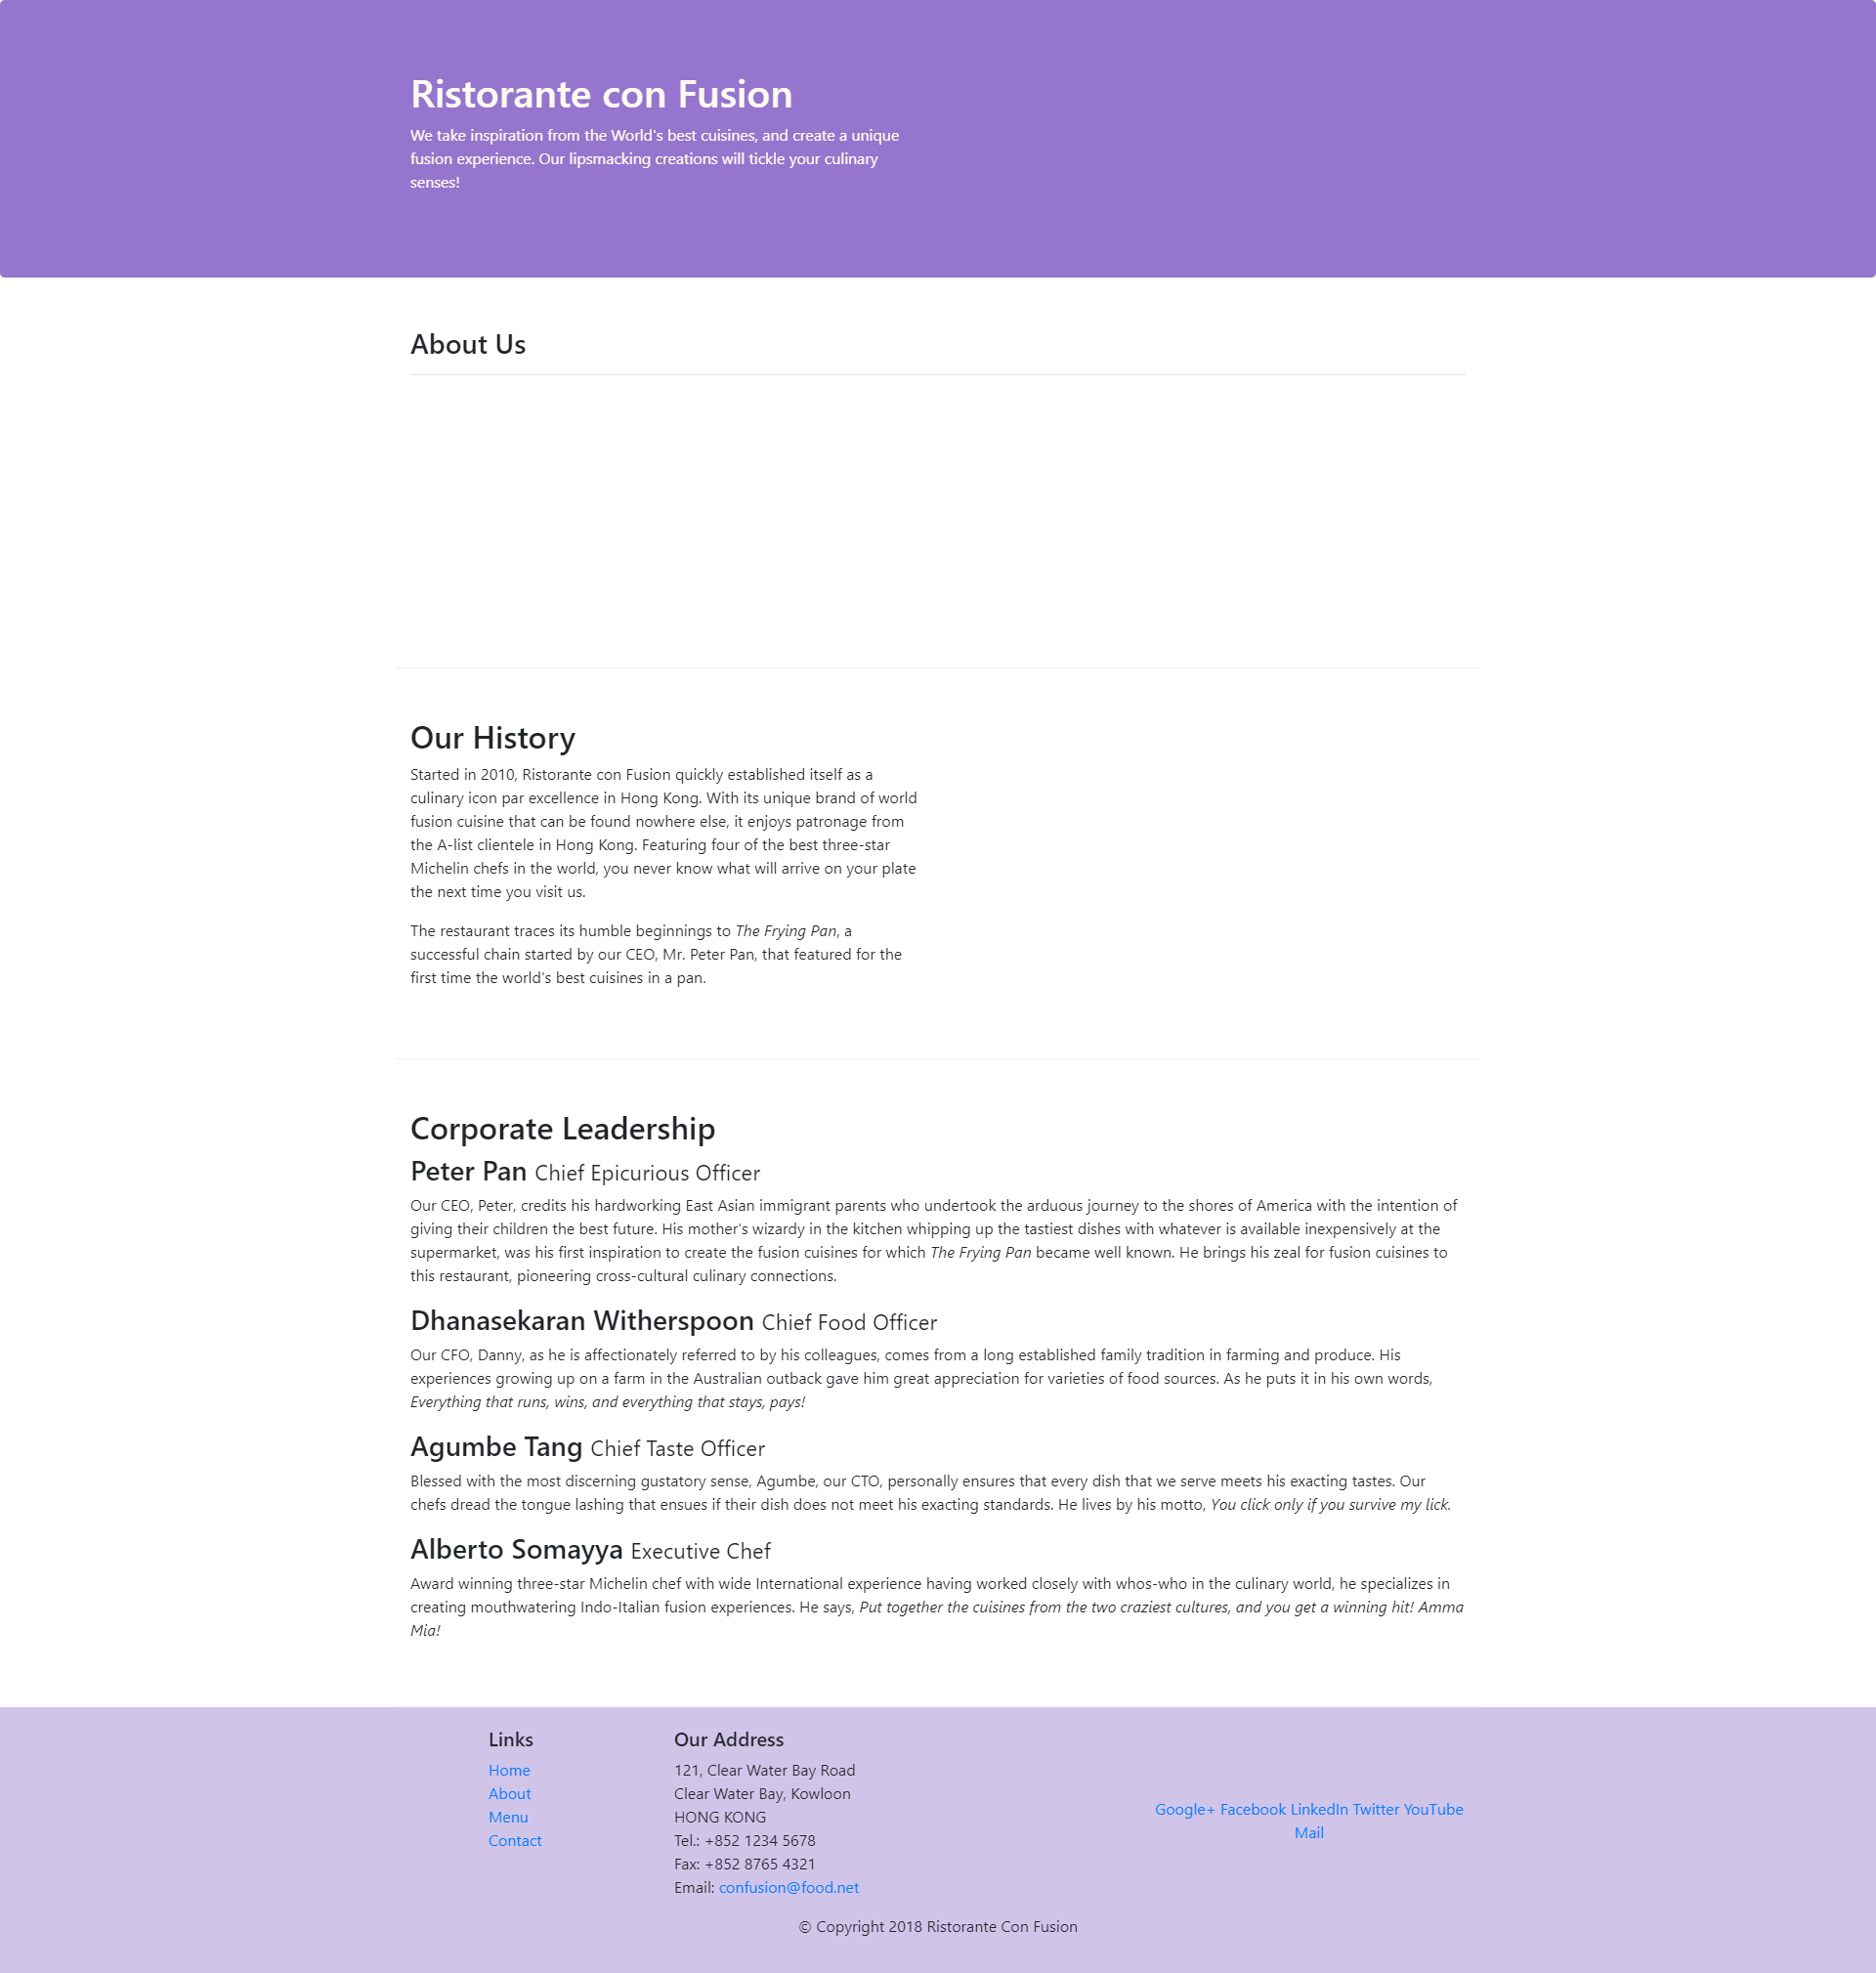 Ristorante con Fusion
We take inspiration from the World's best cuisines, and create a unique
fusion experience. Our lipsmacking creations will tickle your culinary
senses!
About Us
Our History
Started in 2010, Ristorante con Fusion quickly established itself as a
culinary icon par excellence in Hong Kong. With its unique brand of world
fusion cuisine that can be found nowhere else, it enjoys patronage from
the A-list clientele in Hong Kong. Featuring four of the best three-star
Michelin chefs in the world, you never know what will arrive on your plate
the next time you visit us.
The restaurant traces its humble beginnings to The Frying Pan, a
successful chain started by our CEO, Mr. Peter Pan, that featured for the
first time the world's best cuisines in a pan.
Corporate Leadership
Peter Pan Chief Epicurious Officer
Our CEO, Peter, credits his hardworking East Asian immigrant parents who undertook the arduous journey to the shores of America with the intention of
giving their children the best future. His mother's wizardy in the kitchen whipping up the tastiest dishes with whatever is available inexpensively at the
supermarket, was his first inspiration to create the fusion cuisines for which The Frying Pan became well known. He brings his zeal for fusion cuisines to
this restaurant, pioneering cross-cultural culinary connections.
Dhanasekaran Witherspoon Chief Food Officer
Our CFO, Danny, as he is affectionately referred to by his colleagues, comes from a long established family tradition in farming and produce. His
experiences growing up on a farm in the Australian outback gave him great appreciation for varieties of food sources. As he puts it in his own words,
Everything that runs, wins, and everything that stays, pays!
Agumbe Tang Chief Taste Officer
Blessed with the most discerning gustatory sense, Agumbe, our CTO, personally ensures that every dish that we serve meets his exacting tastes. Our
chefs dread the tongue lashing that ensues if their dish does not meet his exacting standards. He lives by his motto, You click only if you survive my lick.
Alberto Somayya Executive Chef
Award winning three-star Michelin chef with wide International experience having worked closely with whos-who in the culinary world, he specializes in
creating mouthwatering Indo-Italian fusion experiences. He says, Put together the cuisines from the two craziest cultures, and you get a winning hit! Amma
Mia!
Links
Home
About
Menu
Contact
Our Address
121, Clear Water Bay Road
Clear Water Bay, Kowloon
HONG KONG
Tel.: +852 1234 5678
Fax: +852 8765 4321
Email: confusion@food.net
Google+ Facebook LinkedIn Twitter YouTube
Mail
© Copyright 2018 Ristorante Con Fusion